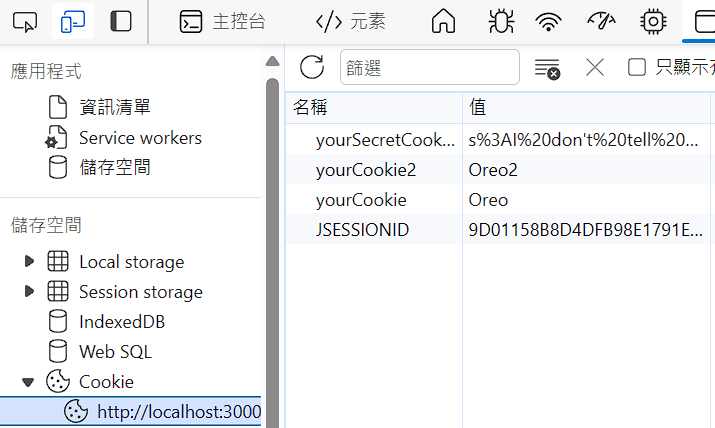 主控台 元素
應用程式
資訊清單
Service workers
儲存空間
儲存空間
Local storage
Session storage
IndexedDB
Web SQL
Cookie
http://localhost:3000
篩選 只顯示
名稱 值
yourSecretCook... s%3AI%20don't%20tell%20...
yourCookie2 Oreo2
yourCookie Oreo
JSESSIONID 9D01158B8D4DFB98E1791E...